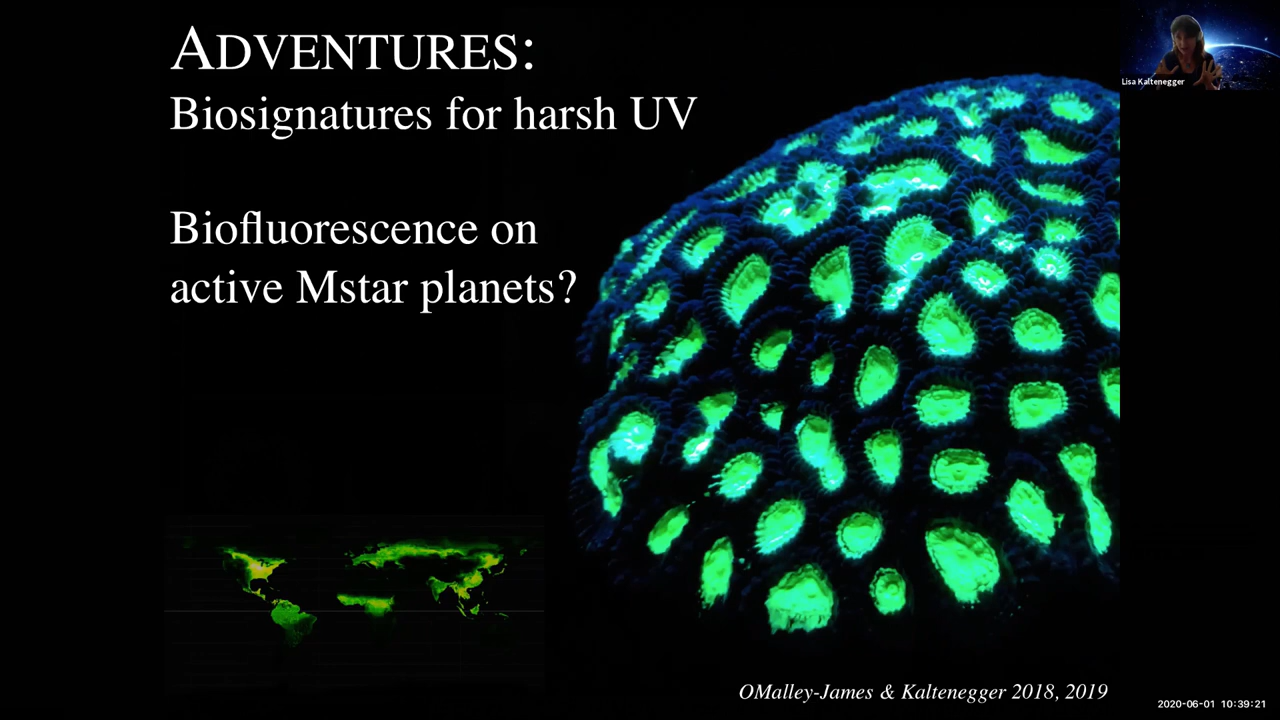 ADVENTURES:
Biosignatures for harsh UV
Biofluorescence on
active Mstar planets?
Lisa Kaltenegger
OMalley-James & Kaltenegger 2018, 2019
2020-06-01 10:39:21